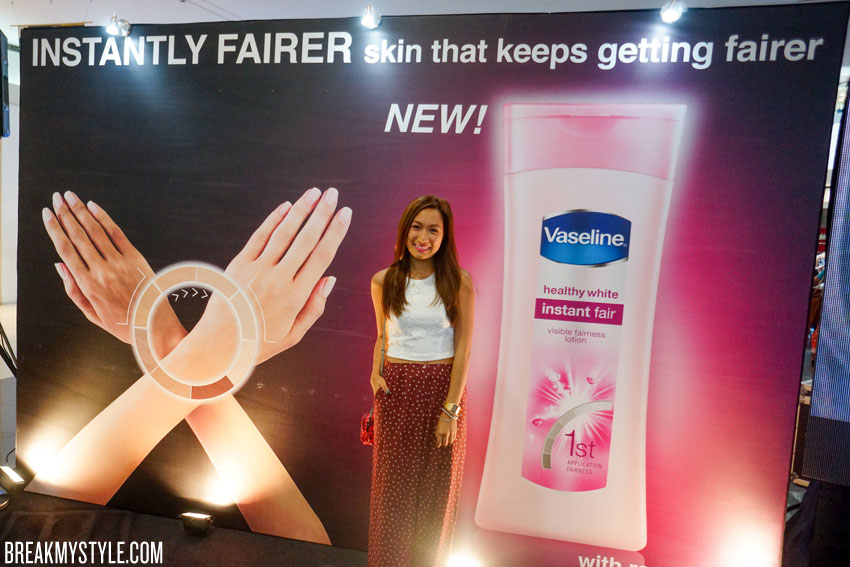 INSTANTLY FAIRER skin that keeps getting fairer
NEW!
Vaseline
healthy white
instant fair
visible fairness
lotion
1st
APPLICATION
FAIRNESS
with
BREAKMYSTYLE.COM